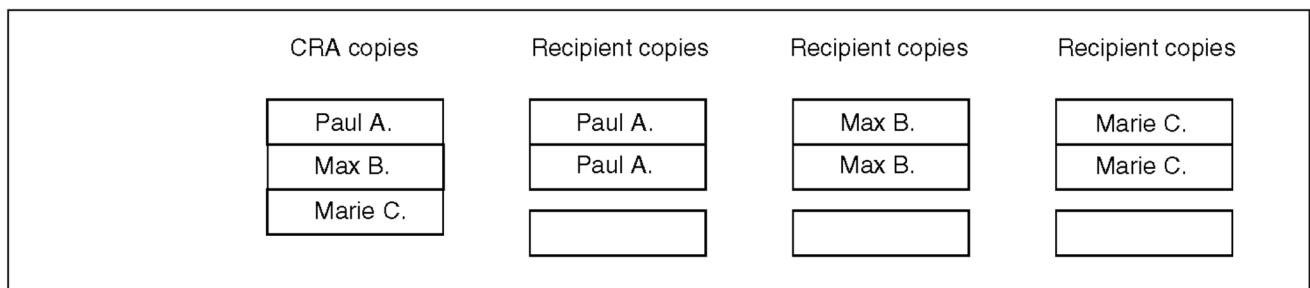 CRA copies Recipient copies Recipient copies Recipient copies
Paul A. Paul A. Max B. Marie C.
Max B. Paul A. Max B. Marie C.
Marie C.